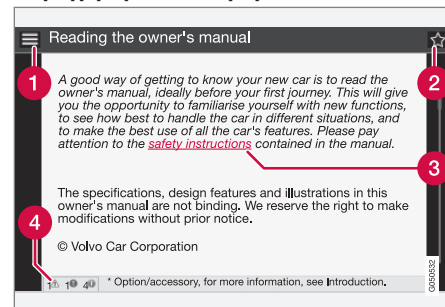 Reading the owner's manual
1
2
A good way of getting to know your new car is to read the
owner's manual, ideally before your first journey. This will give
you the opportunity to familiarise yourself with new functions,
to see how best to handle the car in different situations, and
to make the best use of all the car's features. Please pay
attention to the safety instructions contained in the manual.
3
The specifications, design features and illustrations in this
owner's manual are not binding. We reserve the right to make
modifications without prior notice.
4
© Volvo Car Corporation
1 1 4 * Option/accessory, for more information, see Introduction.
G050532